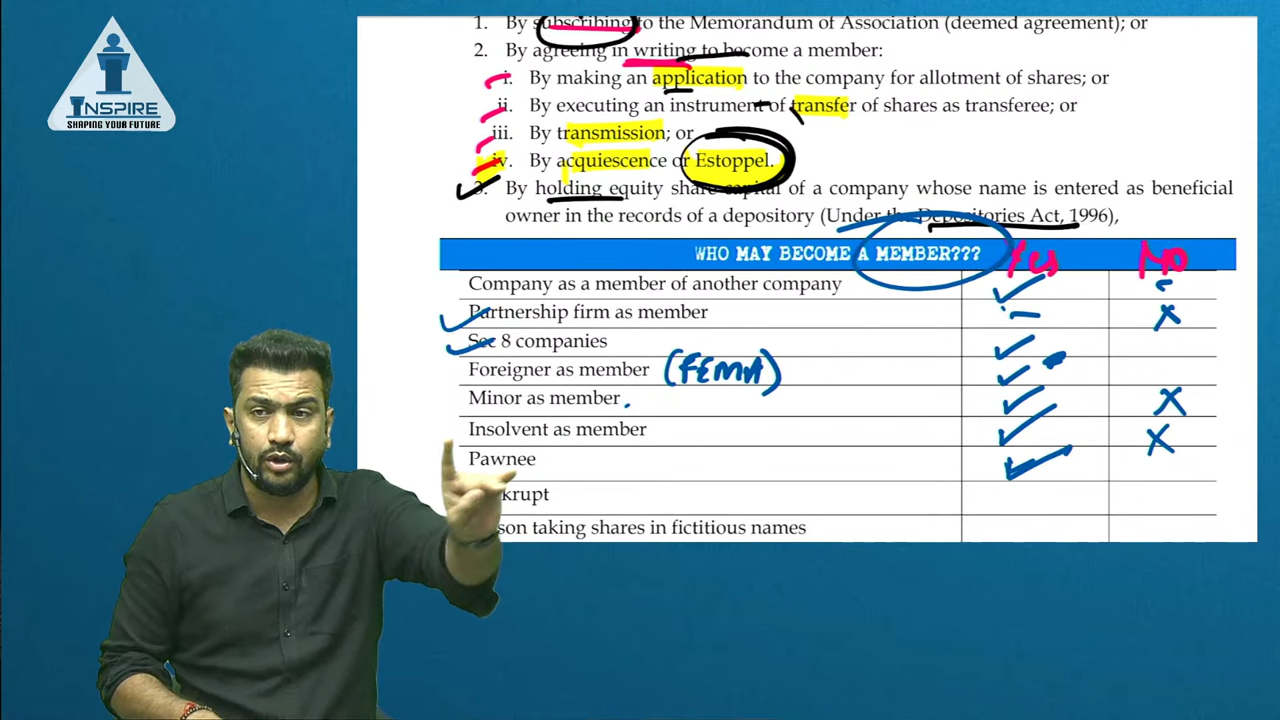 INSPIRE
SHAPING YOUR FUTURE
1. By subscribing to the Memorandum of Association (deemed agreement); or
2. By agreeing in writing to become a member:
i. By making an application to the company for allotment of shares; or
ii. By executing an instrument of transfer of shares as transferee; or
iii. By transmission; or
iv. By acquiescence or Estoppel.
3. By holding equity share capital of a company whose name is entered as beneficial
owner in the records of a depository (Under the Depositories Act, 1996),
WHO MAY BECOME A MEMBER??? Yes No
Company as a member of another company
Partnership firm as member
Sec 8 companies
Foreigner as member (FEMA)
Minor as member
Insolvent as member
Pawnee
krupt
son taking shares in fictitious names